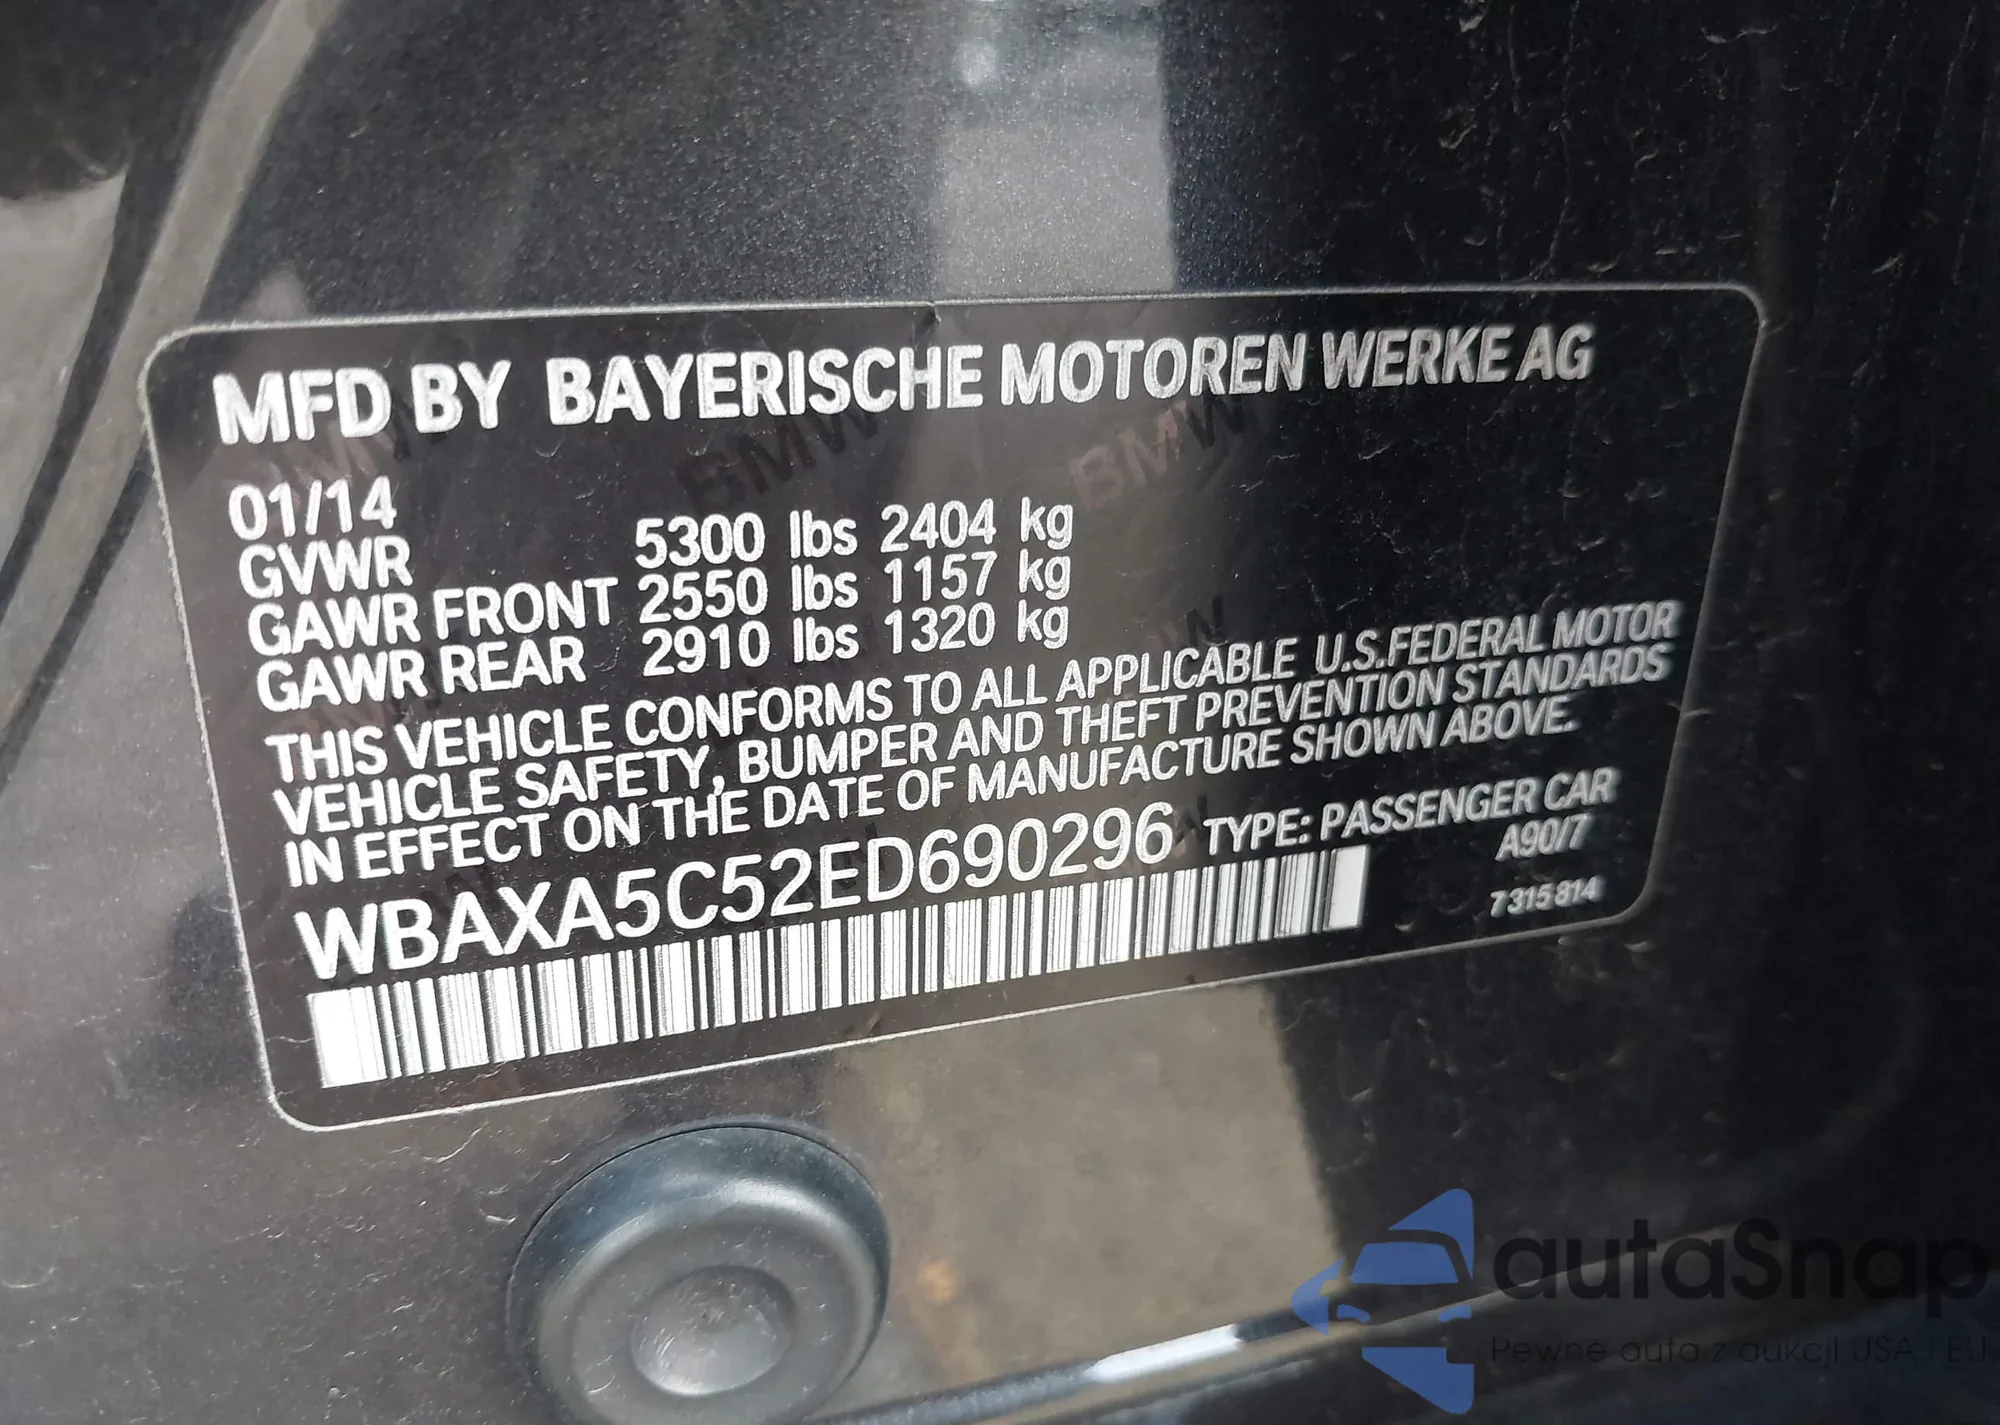 MFD BY BAYERISCHE MOTOREN WERKE AG
01/14
GVWR 5300 lbs 2404 kg
GAWR FRONT 2550 lbs 1157 kg
GAWR REAR 2910 lbs 1320 kg
THIS VEHICLE CONFORMS TO ALL APPLICABLE U.S.FEDERAL MOTOR
VEHICLE SAFETY, BUMPER AND THEFT PREVENTION STANDARDS
IN EFFECT ON THE DATE OF MANUFACTURE SHOWN ABOVE.
WBAXA5C52ED690296 TYPE: PASSENGER CAR
A90/7
7 315 814
autaSnap
Pewne auta z aukcji USA i EU